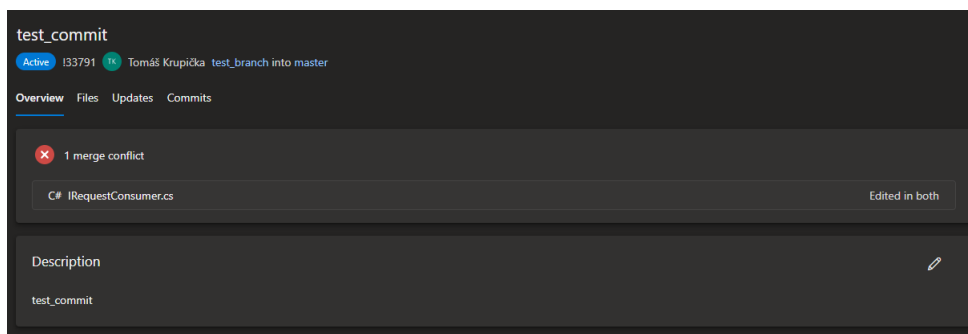 test_commit
Active !33791 TK Tomáš Krupička test_branch into master
Overview Files Updates Commits
1 merge conflict
C# IRequestConsumer.cs Edited in both
Description
test_commit